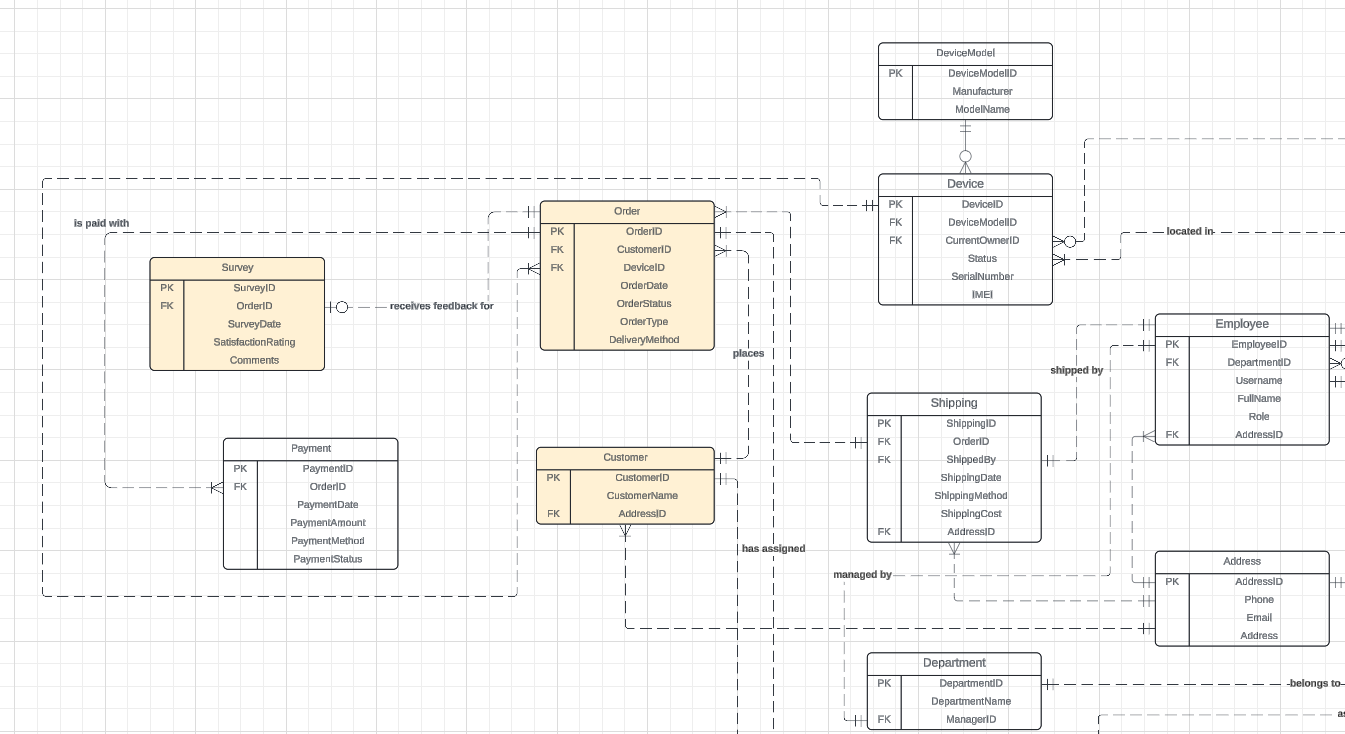 DeviceModel
PK DeviceModelID
Manufacturer
ModelName
Device
PK DeviceID
FK DeviceModelID
FK CurrentOwnerID
Status
SerialNumber
IMEI
located in
is paid with
Order
PK OrderID
FK CustomerID
FK DeviceID
OrderDate
OrderStatus
OrderType
DeliveryMethod
Survey
PK SurveyID
FK OrderID
SurveyDate
SatisfactionRating
Comments
receives feedback for
places
shipped by
Employee
PK EmployeeID
FK DepartmentID
Username
FullName
Role
FK AddressID
Shipping
PK ShippingID
FK OrderID
FK ShippedBy
ShippingDate
ShippingMethod
ShippingCost
FK AddressID
Payment
PK PaymentID
FK OrderID
PaymentDate
PaymentAmount
PaymentMethod
PaymentStatus
Customer
PK CustomerID
CustomerName
FK AddressID
has assigned
managed by
Address
PK AddressID
Phone
Email
Address
Department
PK DepartmentID
DepartmentName
FK ManagerID
belongs to